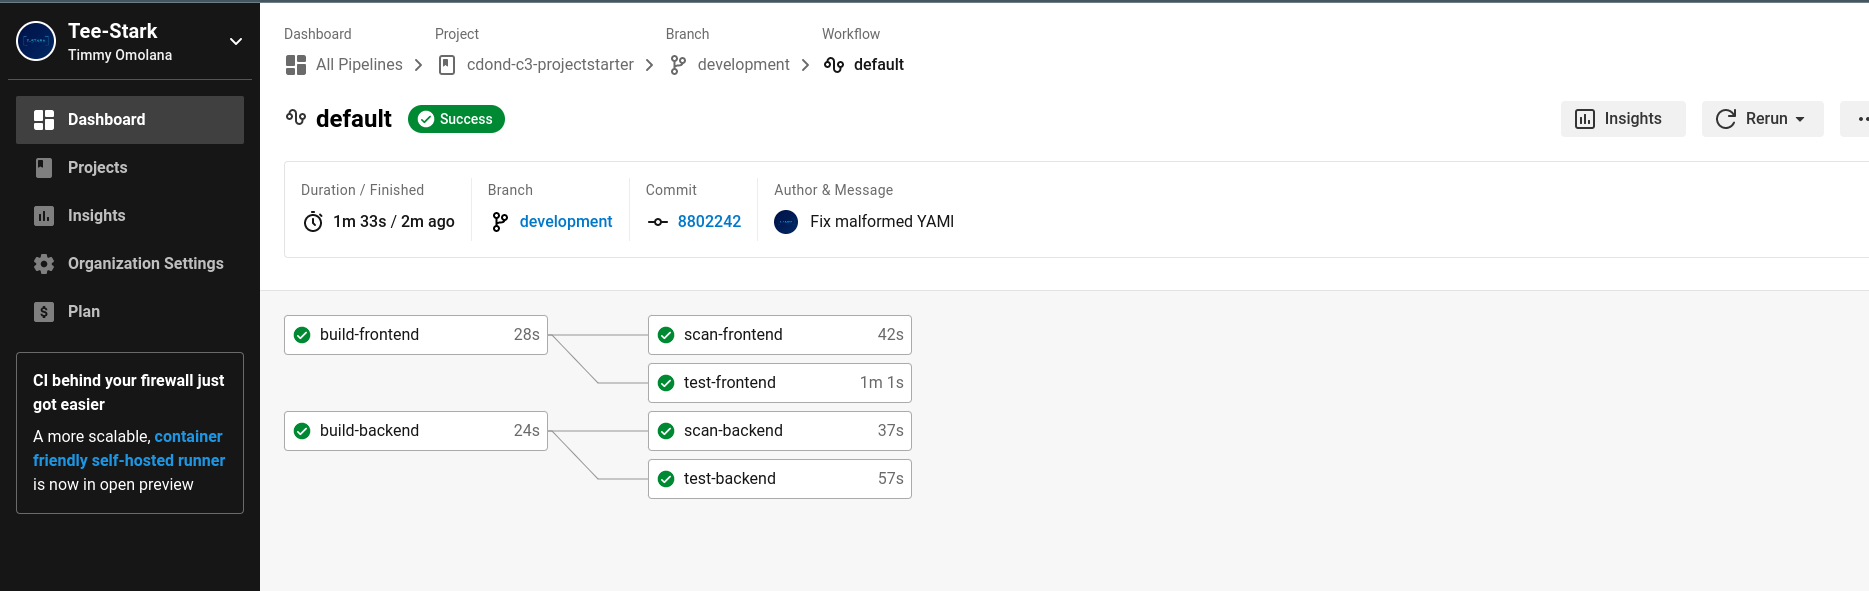 Tee-Stark
Timmy Omolana
Dashboard
Projects
Insights
Organization Settings
Plan
CI behind your firewall just
got easier
A more scalable, container
friendly self-hosted runner
is now in open preview
Dashboard
All Pipelines
Project
cdond-c3-projectstarter
Branch
development
Workflow
default
default
Success
Insights
Rerun
Duration / Finished
1m 33s / 2m ago
Branch
development
Commit
8802242
Author & Message
Fix malformed YAMl
build-frontend 28s
scan-frontend 42s
test-frontend 1m 1s
build-backend 24s
scan-backend 37s
test-backend 57s